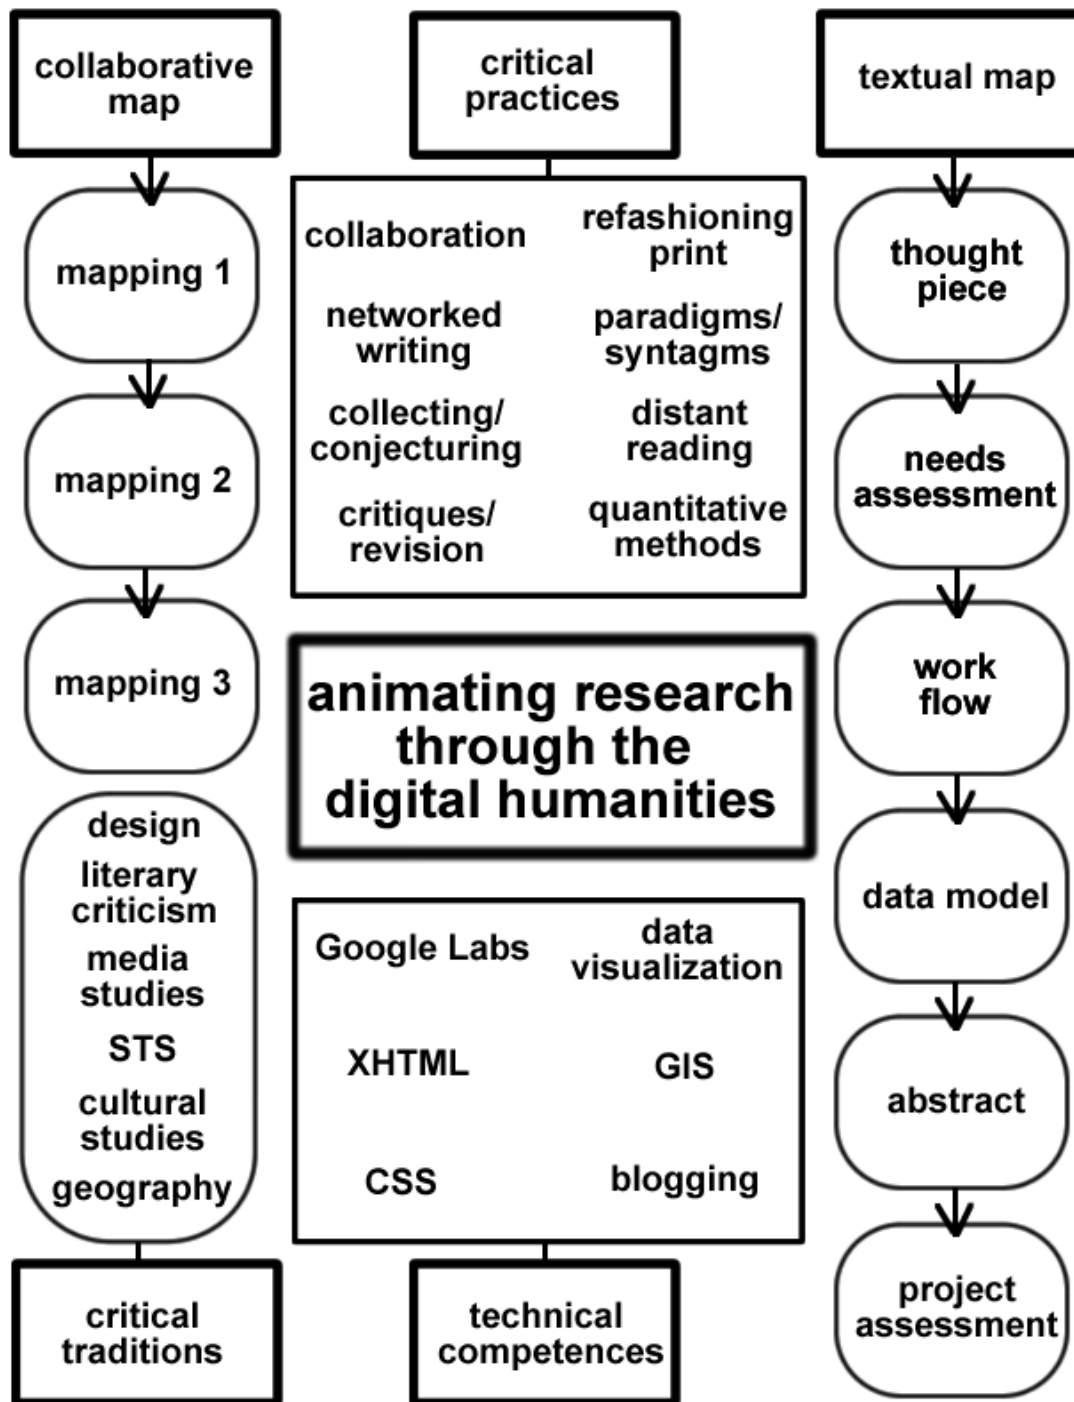 collaborative
map
mapping 1
mapping 2
mapping 3
design
literary
criticism
media
studies
STS
cultural
studies
geography
critical
traditions
critical
practices
collaboration
networked
writing
collecting/
conjecturing
critiques/
revision
refashioning
print
paradigms/
syntagms
distant
reading
quantitative
methods
animating research
through the
digital humanities
Google Labs
XHTML
CSS
data
visualization
GIS
blogging
technical
competences
textual map
thought
piece
needs
assessment
work
flow
data model
abstract
project
assessment